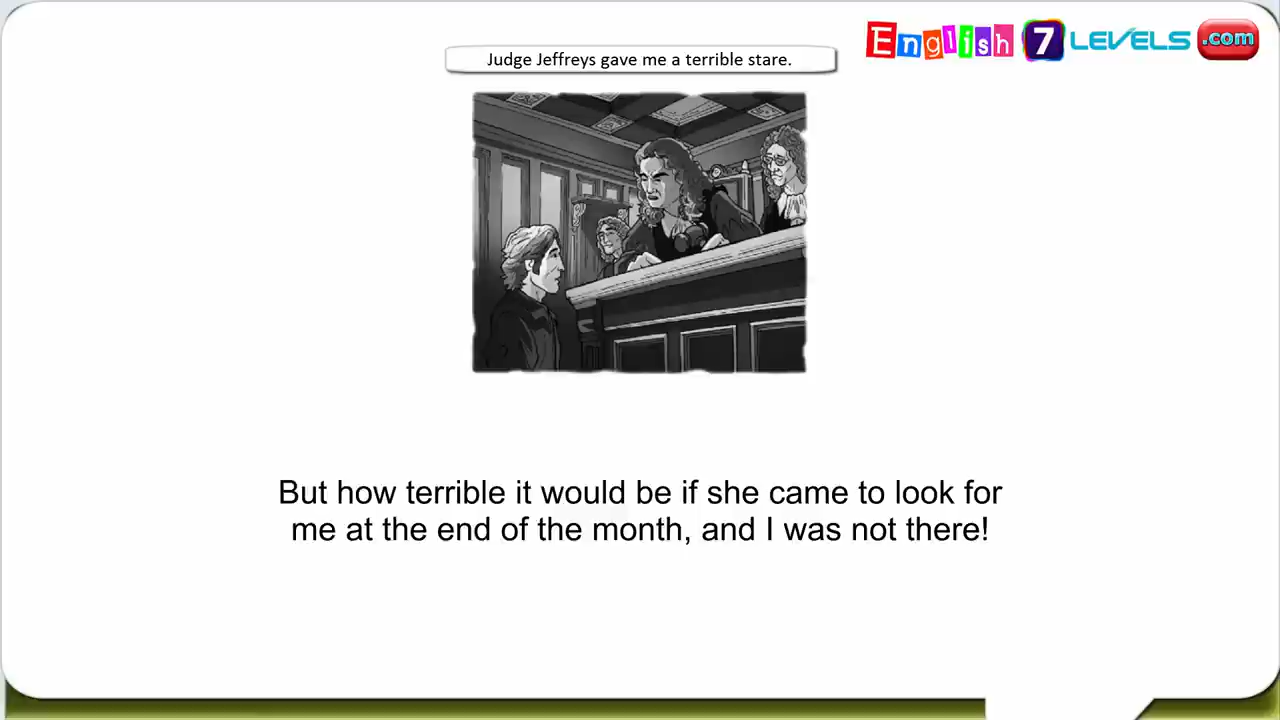 English 7 LEVELS .com
Judge Jeffreys gave me a terrible stare.
But how terrible it would be if she came to look for
me at the end of the month, and I was not there!